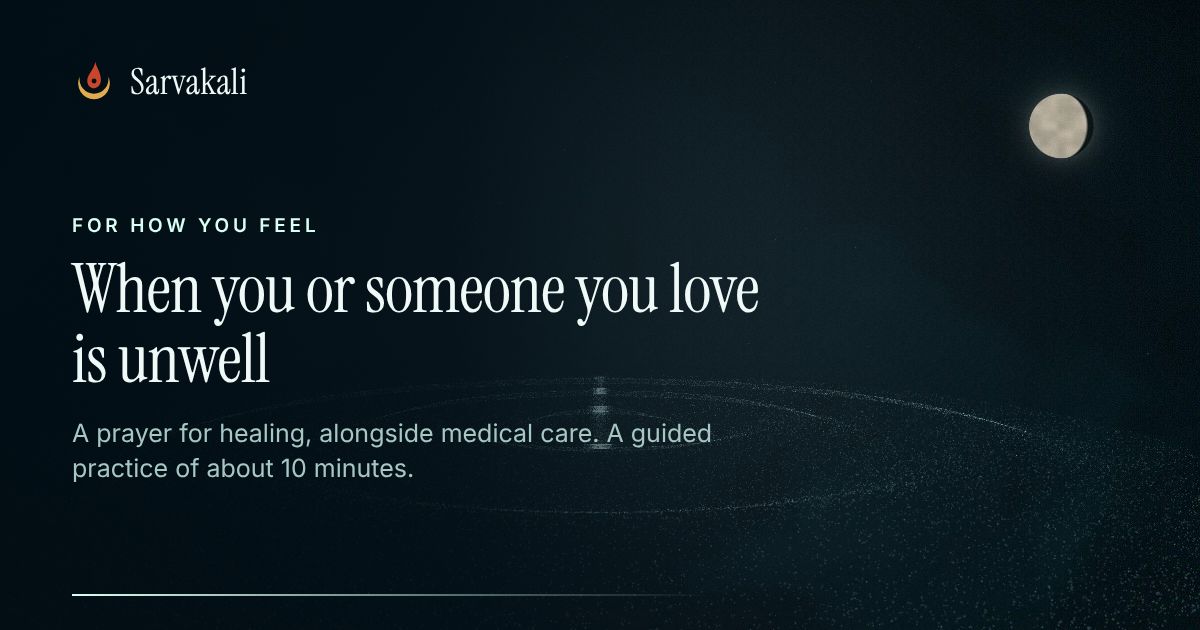 Sarvakali
FOR HOW YOU FEEL
When you or someone you love
is unwell
A prayer for healing, alongside medical care. A guided
practice of about 10 minutes.